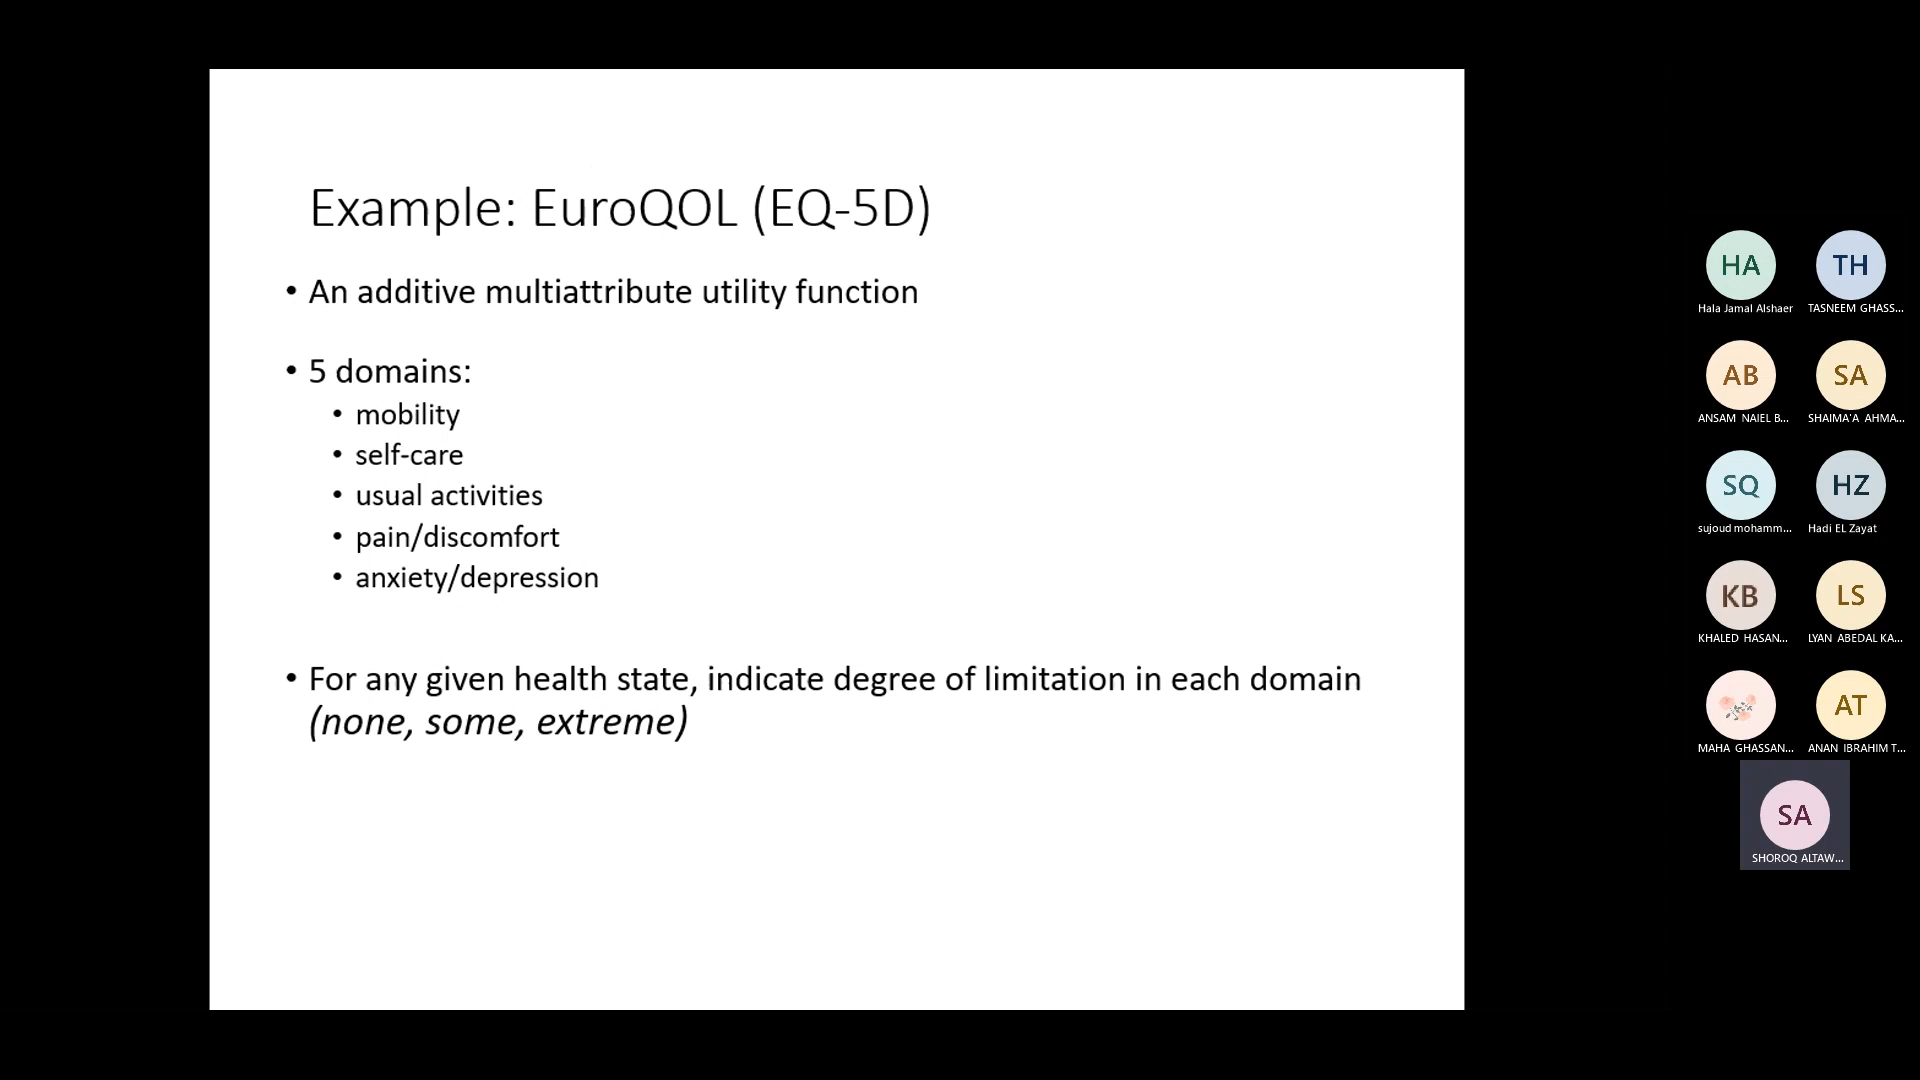 Example: EuroQOL (EQ-5D)
• An additive multiattribute utility function
• 5 domains:
• mobility
• self-care
• usual activities
• pain/discomfort
• anxiety/depression
• For any given health state, indicate degree of limitation in each domain
(none, some, extreme)
HA TH
Hala Jamal Alshaer TASNEEM GHASS...
AB SA
ANSAM NAIEL B... SHAIMA'A AHMA...
SQ HZ
sujoud mohamm... Hadi EL Zayat
KB LS
KHALED HASAN... LYAN ABEDAL KA...
AT
MAHA GHASSAN... ANAN IBRAHIM T...
SA
SHOROQ ALTAW...